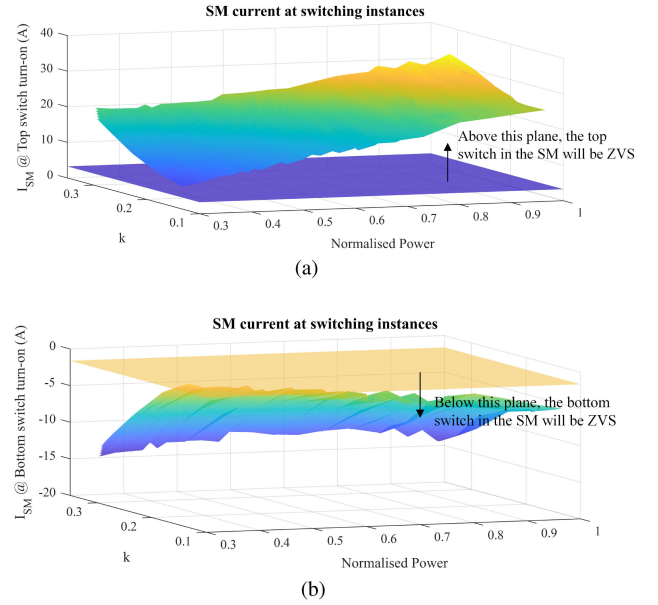 SM current at switching instances
I_SM @ Top switch turn-on (A)
40
30
20
10
0
0.3
0.2
0.1
k
0.3
0.4
0.5
0.6
0.7
0.8
0.9
1
Normalised Power
Above this plane, the top
switch in the SM will be ZVS
(a)
SM current at switching instances
I_SM @ Bottom switch turn-on (A)
0
-5
-10
-15
-20
0.3
0.2
0.1
k
0.3
0.4
0.5
0.6
0.7
0.8
0.9
1
Normalised Power
Below this plane, the bottom
switch in the SM will be ZVS
(b)